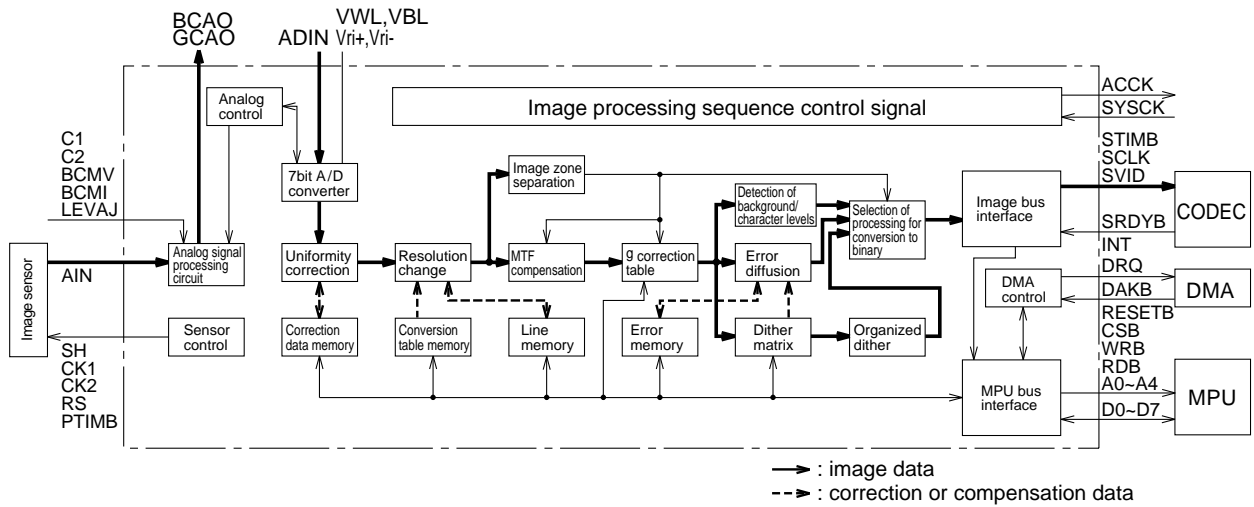 BCAO
GCAO
ADIN
VWL,VBL
Vri+,Vri-
Analog
control
Image processing sequence control signal
ACCK
SYSCK
C1
C2
BCMV
BCMI
LEVAJ
7bit A/D
converter
Image zone
separation
Detection of
background/
character levels
Selection of
processing for
conversion to
binary
Image bus
interface
STIMB
SCLK
SVID
SRDYB
CODEC
Image sensor
AIN
Analog signal
processing
circuit
Uniformity
correction
Resolution
change
MTF
compensation
g correction
table
Error
diffusion
INT
DRQ
DAKB
DMA
control
DMA
Sensor
control
Correction
data memory
Conversion
table memory
Line
memory
Error
memory
Dither
matrix
Organized
dither
RESETB
CSB
WRB
RDB
A0~A4
D0~D7
MPU bus
interface
MPU
SH
CK1
CK2
RS
PTIMB
: image data
: correction or compensation data